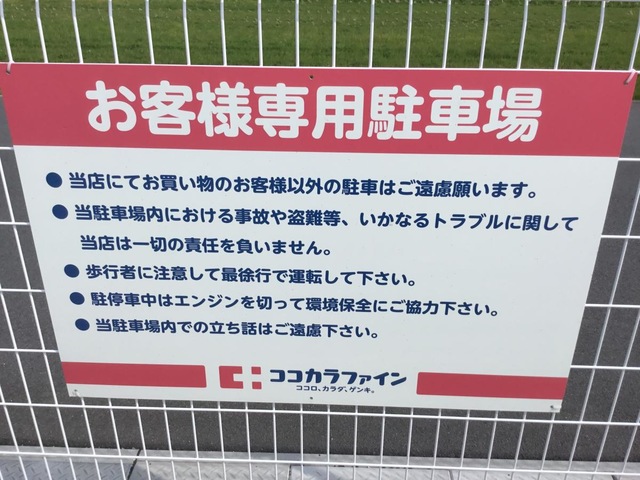 お客様専用駐車場
● 当店にてお買い物のお客様以外の駐車はご遠慮願います。
● 当駐車場内における事故や盗難等、いかなるトラブルに関して
当店は一切の責任を負いません。
● 歩行者に注意して最徐行で運転して下さい。
● 駐停車中はエンジンを切って環境保全にご協力下さい。
● 当駐車場内での立ち話はご遠慮下さい。
ココカラファイン
ココロ、カラダ、ゲンキ。